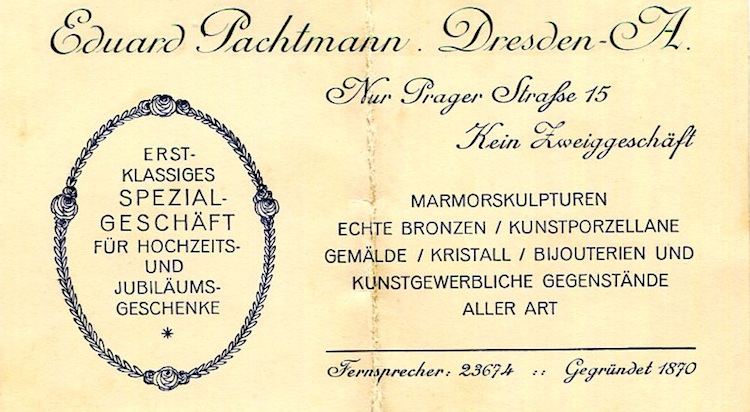 Eduard Pachtmann. Dresden-A.
Nur Prager Straße 15
Kein Zweiggeschäft
ERST-
KLASSIGES
SPEZIAL-
GESCHÄFT
FÜR HOCHZEITS-
UND
JUBILÄUMS-
GESCHENKE
*
MARMORSKULPTUREN
ECHTE BRONZEN / KUNSTPORZELLANE
GEMÄLDE / KRISTALL / BIJOUTERIEN UND
KUNSTGEWERBLICHE GEGENSTÄNDE
ALLER ART
Fernsprecher: 23674 :: Gegründet 1870